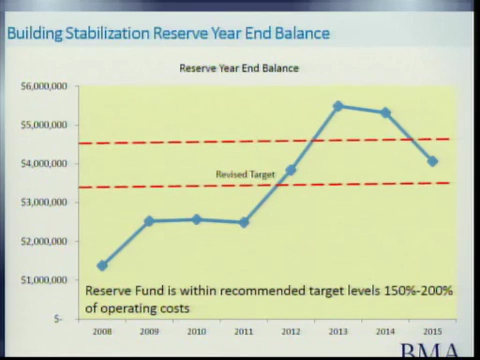 Building Stabilization Reserve Year End Balance
Reserve Year End Balance
$6,000,000
$5,000,000
$4,000,000
$3,000,000
$2,000,000
$1,000,000
$-
Revised Target
Reserve Fund is within recommended target levels 150%-200%
of operating costs
2008 2009 2010 2011 2012 2013 2014 2015
BMA